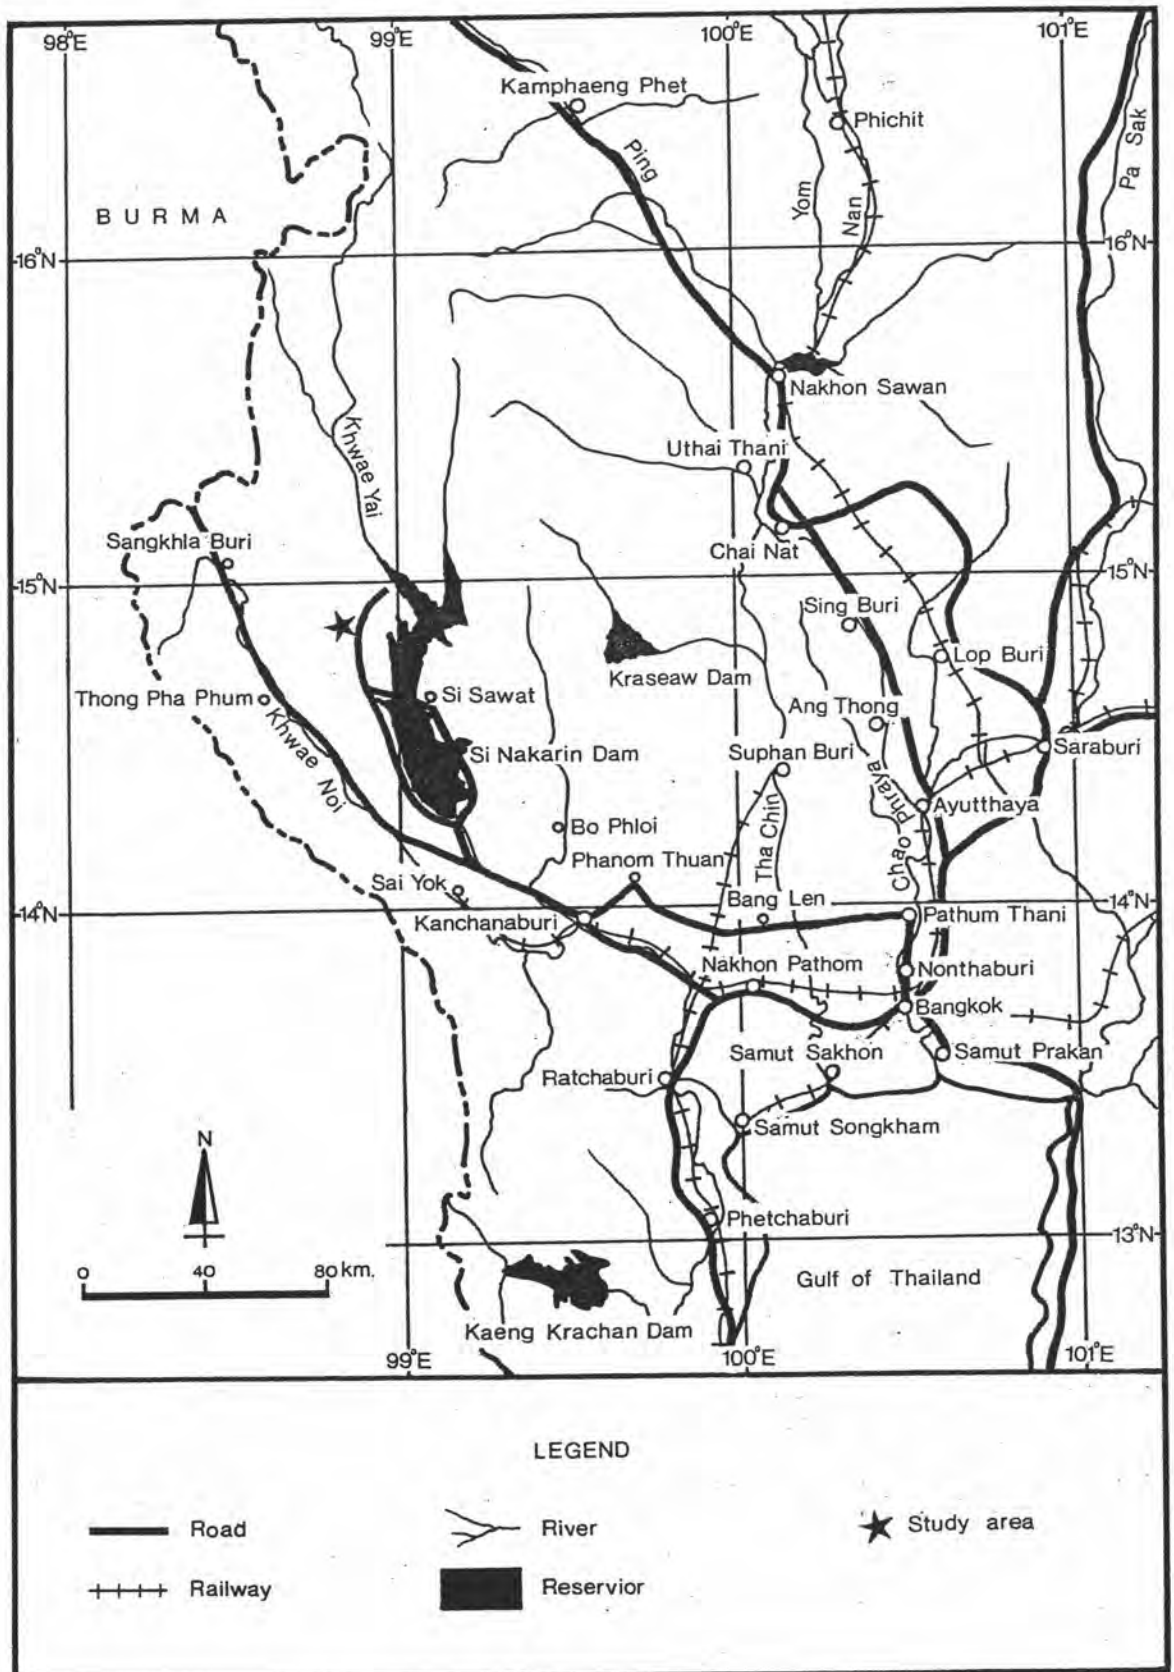 98°E
99°E
100°E
101°E
Kamphaeng Phet
Phichit
Ping
Pa Sak
Yom
Nan
BURMA
16°N
16°N
Nakhon Sawan
Khwae Yai
Uthai Thani
Sangkhla Buri
Chai Nat
15°N
15°N
Sing Buri
Lop Buri
Kraseaw Dam
Thong Pha Phum
Si Sawat
Ang Thong
Khwae Noi
Si Nakarin Dam
Suphan Buri
Saraburi
Chao Phraya
Ayutthaya
Tha Chin
Bo Phloi
Phanom Thuan
Sai Yok
Bang Len
14°N
14°N
Kanchanaburi
Pathum Thani
Nakhon Pathom
Nonthaburi
Bangkok
Samut Sakhon
Samut Prakan
Ratchaburi
Samut Songkham
N
Phetchaburi
13°N
0 40 80 km.
Gulf of Thailand
Kaeng Krachan Dam
99°E
100°E
101°E
LEGEND
Road
River
Study area
Railway
Reservior